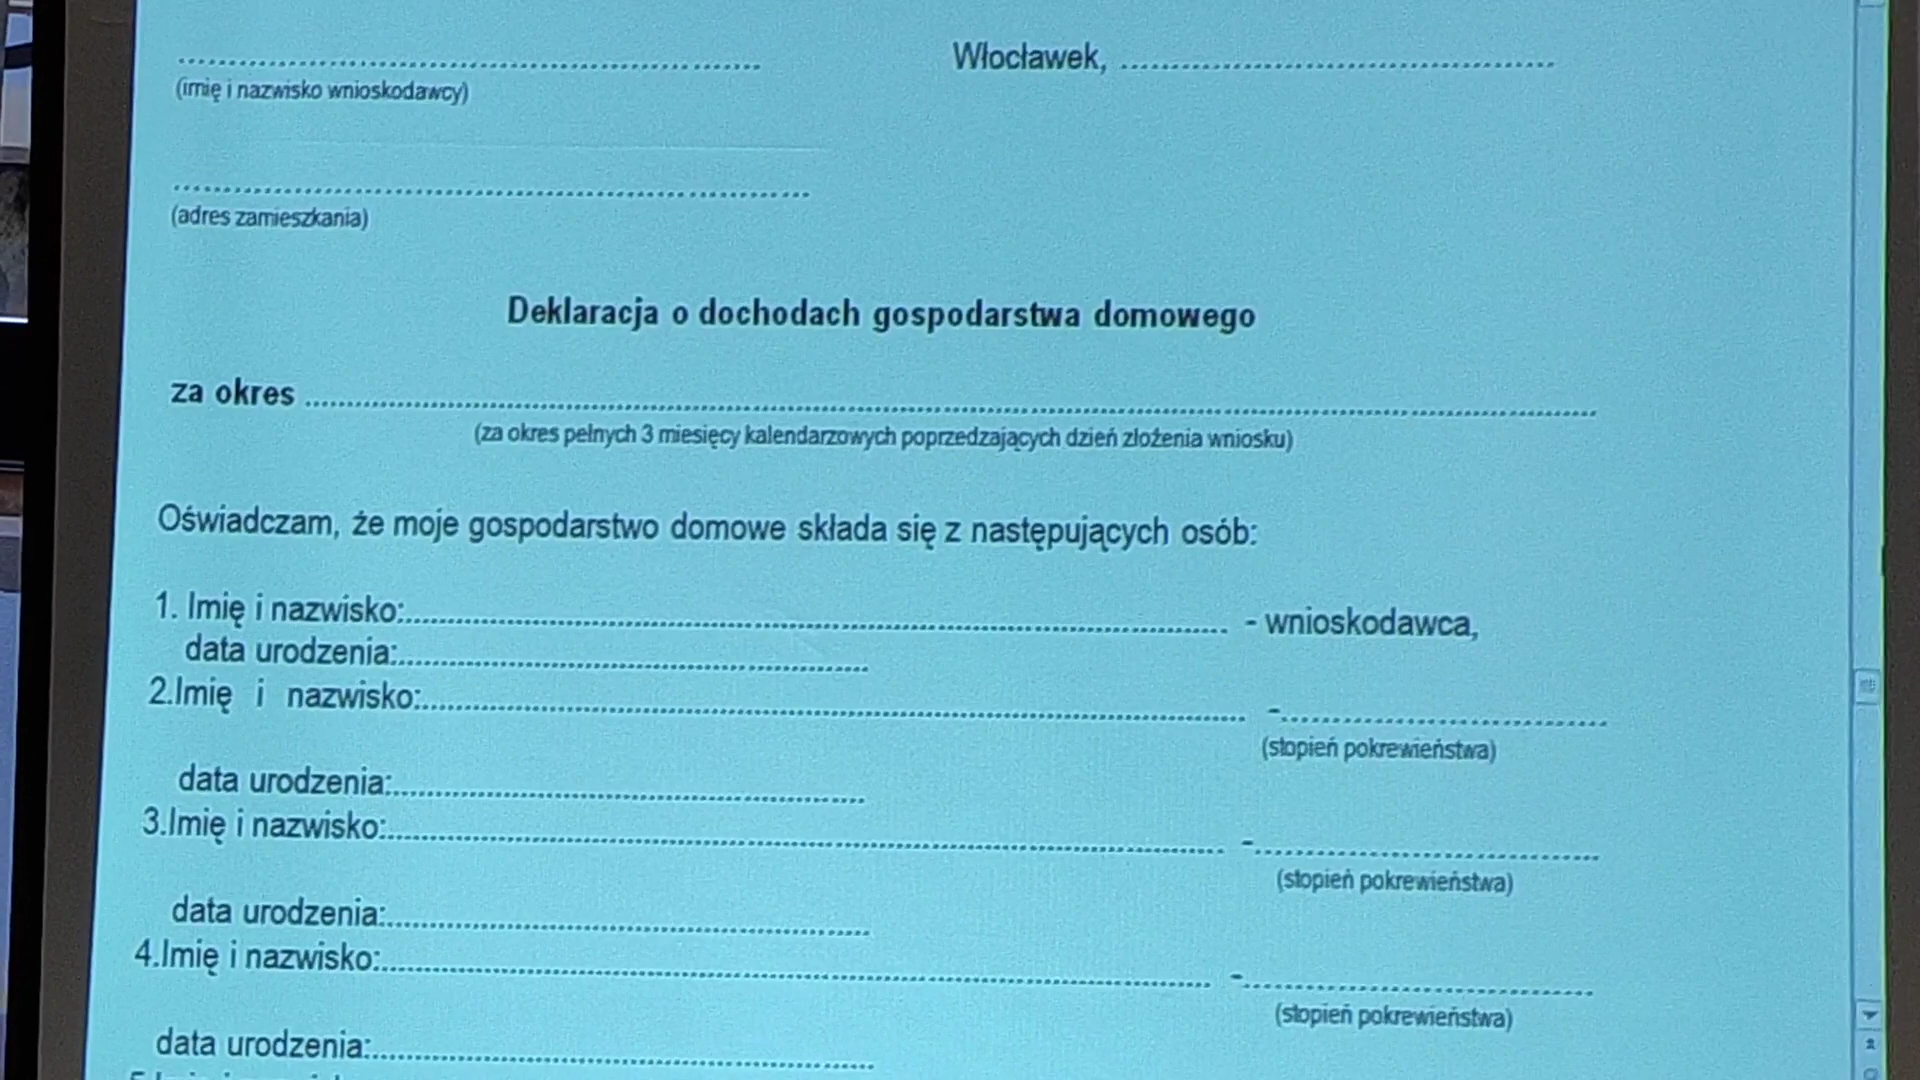 ........................................ Włocławek, ........................................
(imię i nazwisko wnioskodawcy)
........................................
(adres zamieszkania)
Deklaracja o dochodach gospodarstwa domowego
za okres ........................................
(za okres pełnych 3 miesięcy kalendarzowych poprzedzających dzień złożenia wniosku)
Oświadczam, że moje gospodarstwo domowe składa się z następujących osób:
1. Imię i nazwisko:........................................ - wnioskodawca,
data urodzenia:........................................
2.Imię i nazwisko:........................................ -........................................
(stopień pokrewieństwa)
data urodzenia:........................................
3.Imię i nazwisko:........................................ -........................................
(stopień pokrewieństwa)
data urodzenia:........................................
4.Imię i nazwisko:........................................ -........................................
(stopień pokrewieństwa)
data urodzenia:........................................